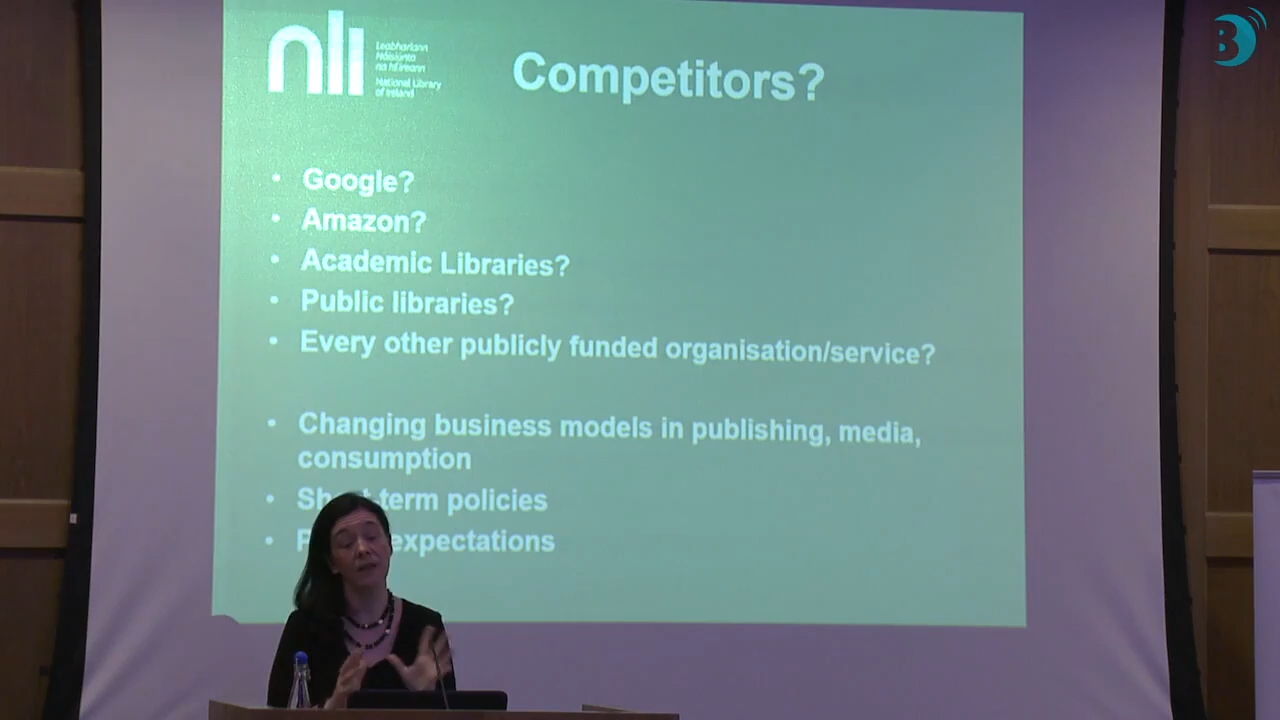 nli
Leabharlann
Náisiúnta
na hÉireann
National Library
of Ireland
Competitors?
• Google?
• Amazon?
• Academic Libraries?
• Public libraries?
• Every other publicly funded organisation/service?
• Changing business models in publishing, media,
consumption
• term policies
• expectations
B